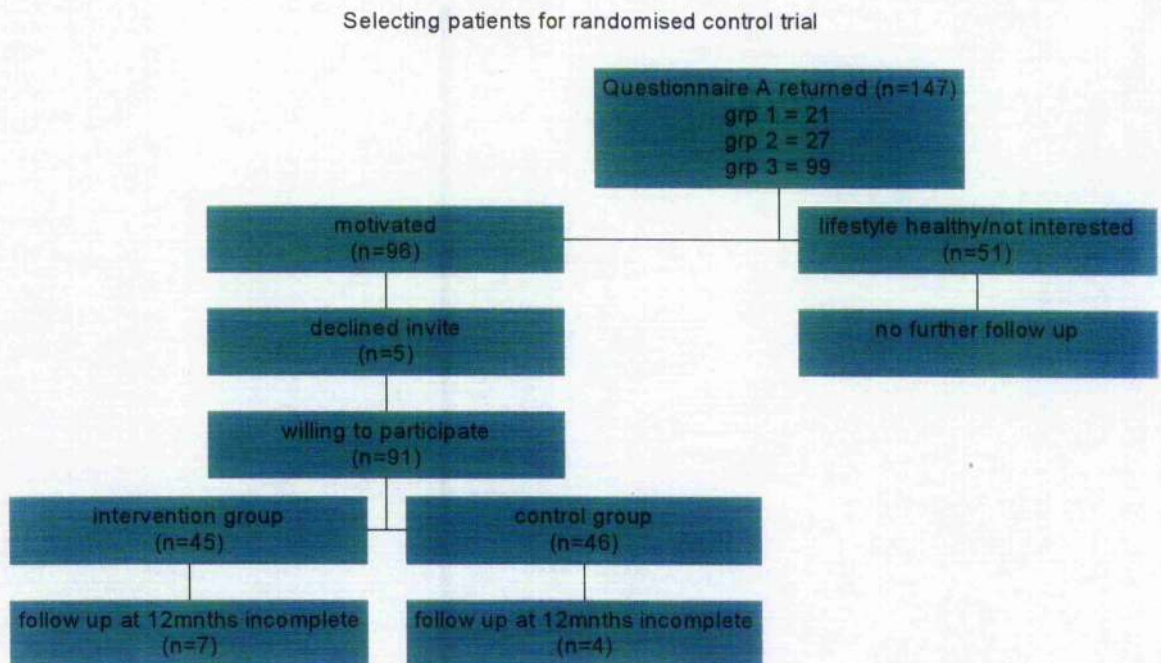 Selecting patients for randomised control trial
Questionnaire A returned (n=147)
grp 1 = 21
grp 2 = 27
grp 3 = 99
motivated
(n=96)
lifestyle healthy/not interested
(n=51)
declined invite
(n=5)
no further follow up
willing to participate
(n=91)
intervention group
(n=45)
control group
(n=46)
follow up at 12mnths incomplete
(n=7)
follow up at 12mnths incomplete
(n=4)